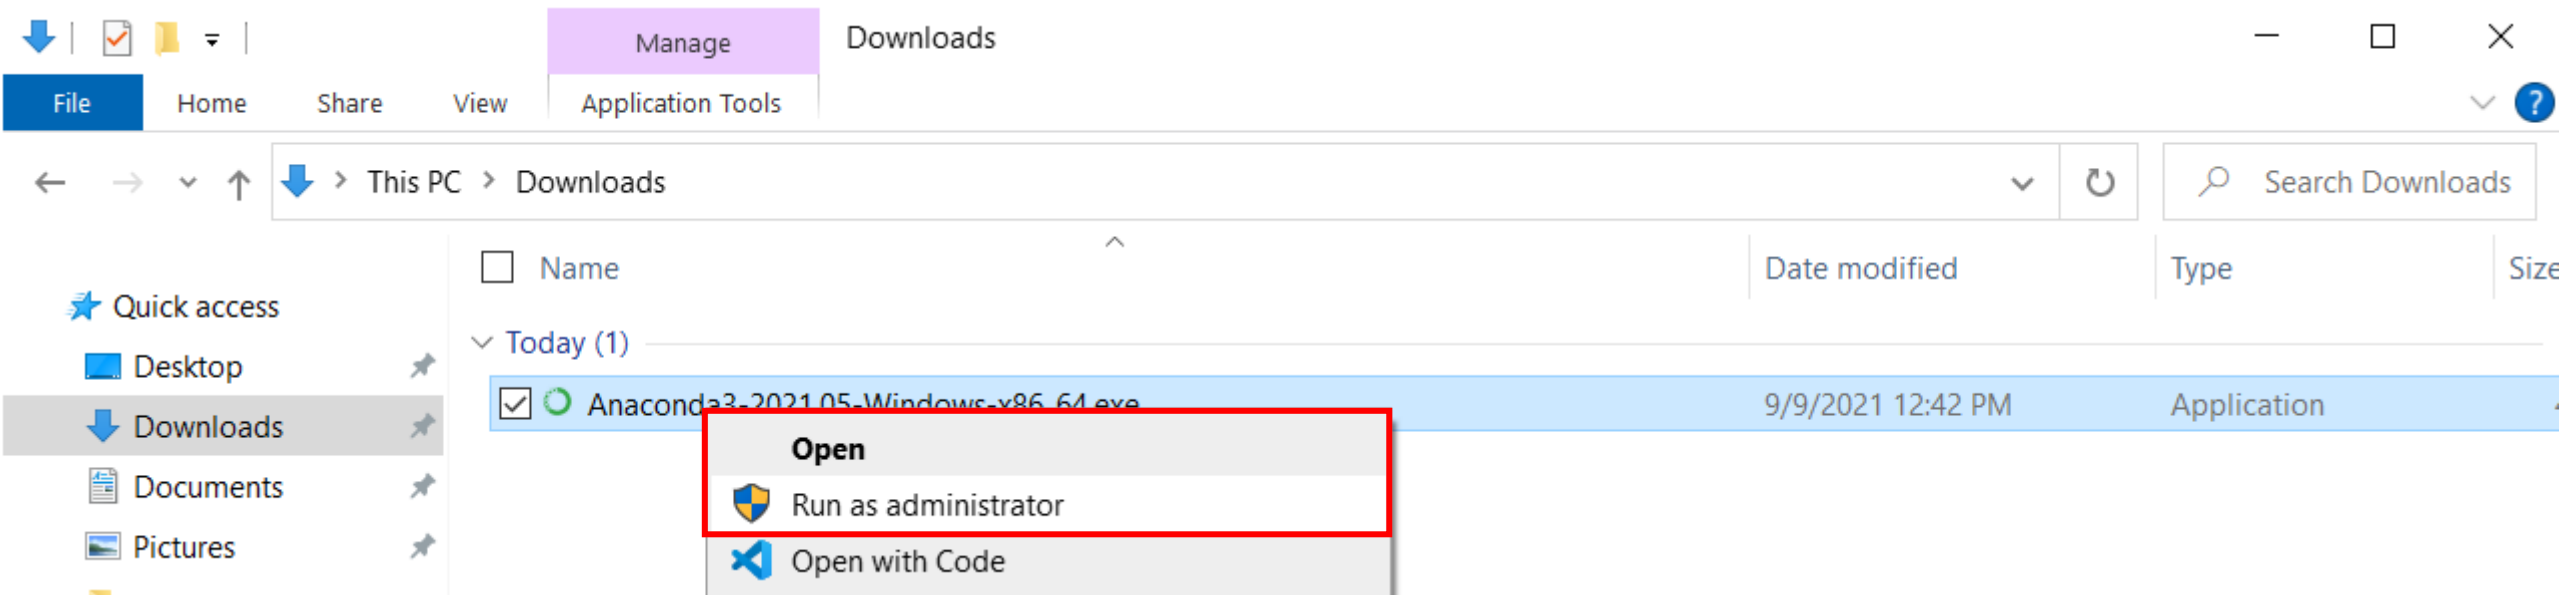 Manage
Downloads
File
Home
Share
View
Application Tools
?
This PC
Downloads
Search Downloads
Name
Date modified
Type
Size
Quick access
Today (1)
Desktop
Anaconda3-2021.05-Windows-x86_64.exe
9/9/2021 12:42 PM
Application
Downloads
Open
Documents
Run as administrator
Pictures
Open with Code